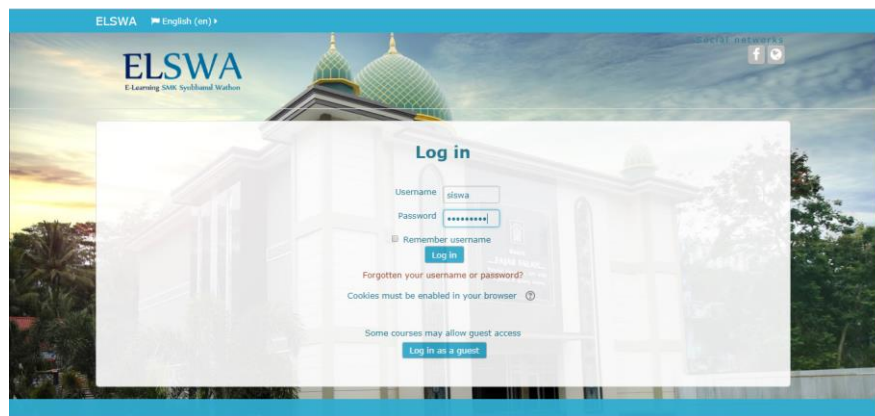 ELSWA English (en)
Social networks
ELSWA
E-Learning SMK Syubbanul Wathon
Log in
Username siswa
Password •••••••••
Remember username
Log in
Forgotten your username or password?
Cookies must be enabled in your browser
Some courses may allow guest access
Log in as a guest